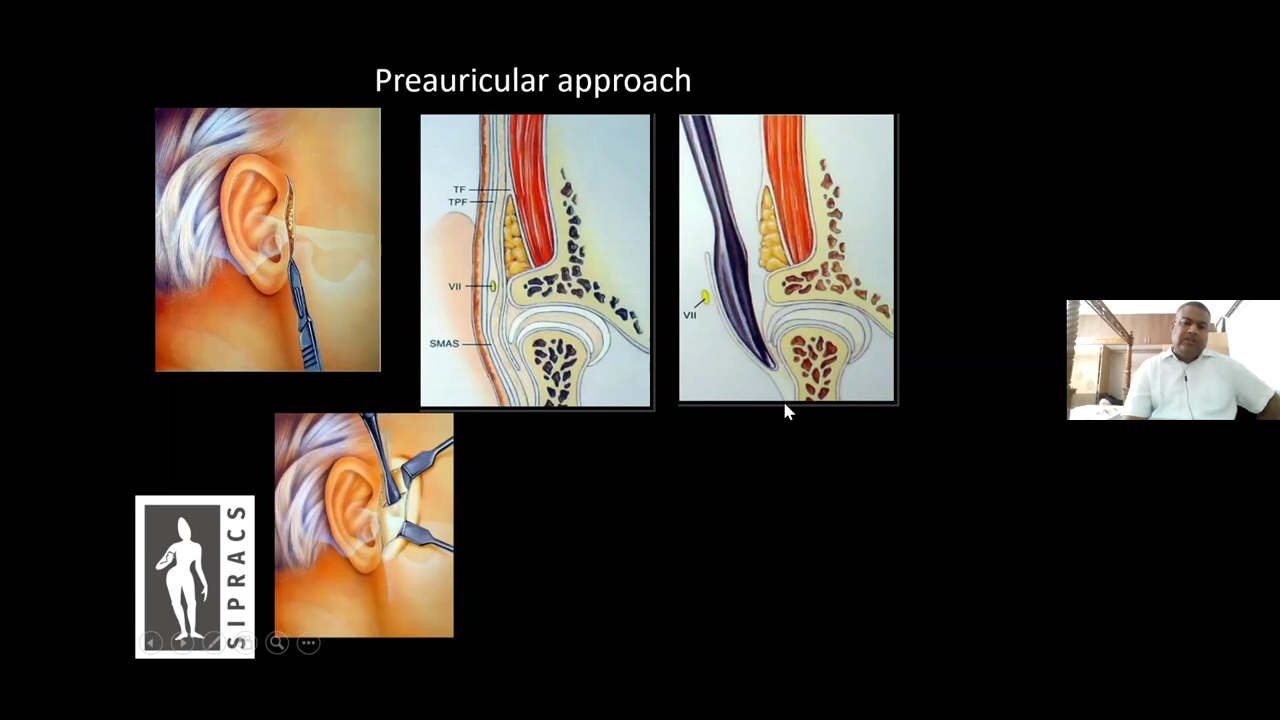 Preauricular approach
TF
TPF
VII
SMAS
VII
SIPRACS